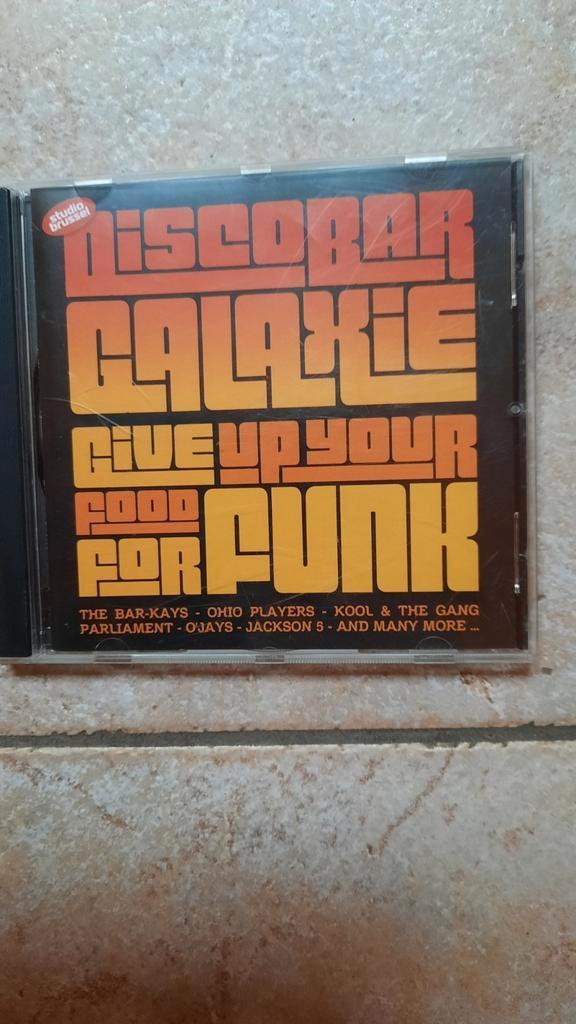 studio
brussel
DISCOBAR
GALAXIE
GIVE UP YOUR
FOOD
FOR FUNK
THE BAR-KAYS - OHIO PLAYERS - KOOL & THE GANG
PARLIAMENT - O'JAYS - JACKSON 5 - AND MANY MORE ...